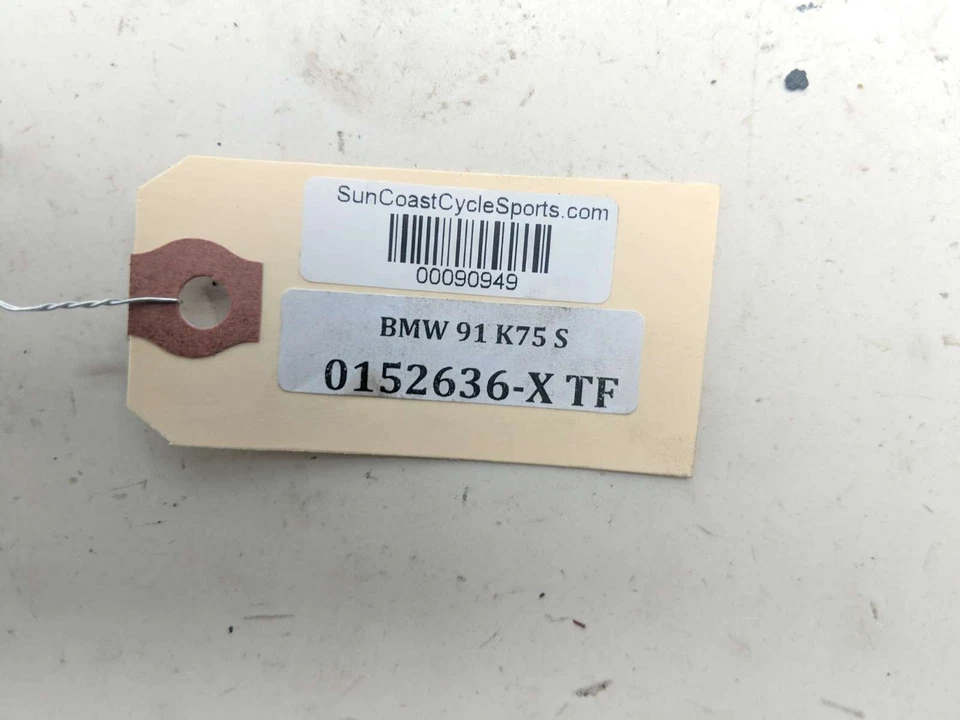 SunCoastCycleSports.com
00090949
BMW 91 K75 S
0152636-X TF